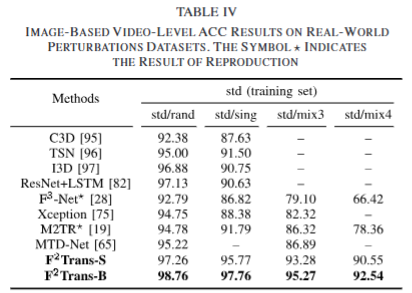 TABLE IV
IMAGE-BASED VIDEO-LEVEL ACC RESULTS ON REAL-WORLD
PERTURBATIONS DATASETS. THE SYMBOL ⋆ INDICATES
THE RESULT OF REPRODUCTION
Methods std (training set)
std/rand std/sing std/mix3 std/mix4
C3D [95] 92.38 87.63 – –
TSN [96] 95.00 91.50 – –
I3D [97] 96.88 90.75 – –
ResNet+LSTM [82] 97.13 90.63 – –
F³-Net* [28] 92.79 86.82 79.10 66.42
Xception [75] 94.75 88.38 82.32 –
M2TR* [19] 94.78 91.79 86.32 78.36
MTD-Net [65] 95.22 – 86.89 –
F²Trans-S 97.26 95.77 93.28 90.55
F²Trans-B 98.76 97.76 95.27 92.54